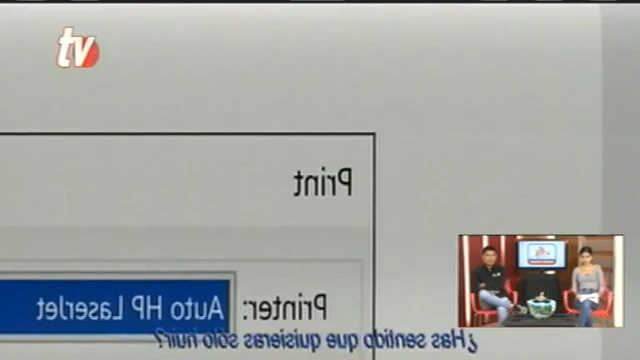 tv
Print
Printer:
Auto HP LaserJet
¿Has sentido que quisieras sólo huir?